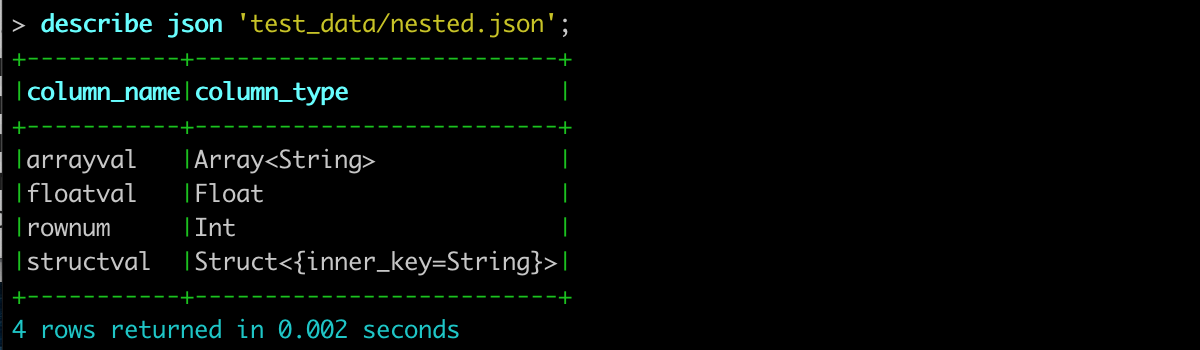 > describe json 'test_data/nested.json';
+-----------+--------------------------+
|column_name|column_type               |
+-----------+--------------------------+
|arrayval   |Array<String>             |
|floatval   |Float                     |
|rownum     |Int                       |
|structval  |Struct<{inner_key=String}>|
+-----------+--------------------------+
4 rows returned in 0.002 seconds